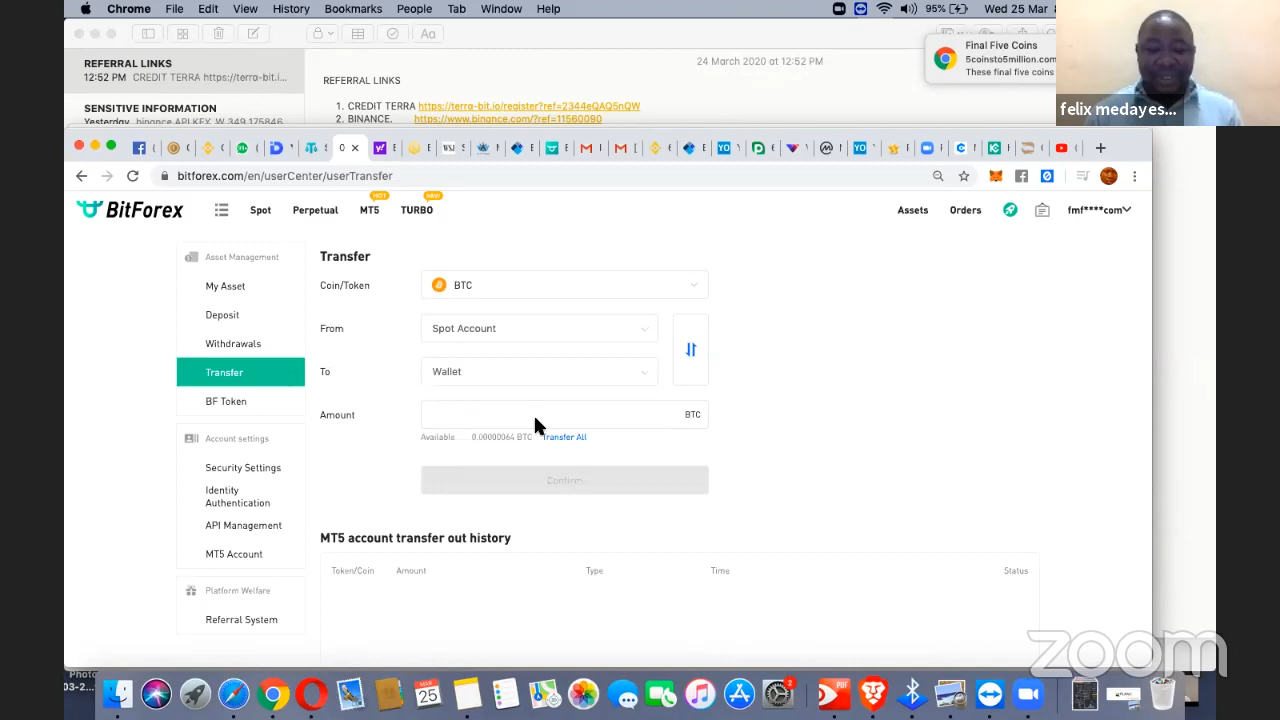 Chrome File Edit View History Bookmarks People Tab Window Help 95% Wed 25 Mar
24 March 2020 at 12:52 PM
REFERRAL LINKS
12:52 PM CREDIT TERRA https://terra-bit.i...
SENSITIVE INFORMATION
Yesterday
REFERRAL LINKS
1. CREDIT TERRA https://terra-bit.io/register?ref=2344eQAQ5nQW
2. BINANCE. https://www.binance.com/?ref=11560090
Final Five Coins
5coinsto5million.com
These final five coins
felix medayes...
bitforex.com/en/userCenter/userTransfer
BitForex
Spot
Perpetual
HOT
MT5
NEW
TURBO
Assets
Orders
fmf****com
Asset Management
My Asset
Deposit
Withdrawals
Transfer
BF Token
Account settings
Security Settings
Identity
Authentication
API Management
MT5 Account
Platform Welfare
Referral System
Transfer
Coin/Token BTC
From Spot Account
To Wallet
Amount BTC
Available 0.00000064 BTC Transfer All
Confirm
MT5 account transfer out history
Token/Coin Amount Type Time Status
zoom